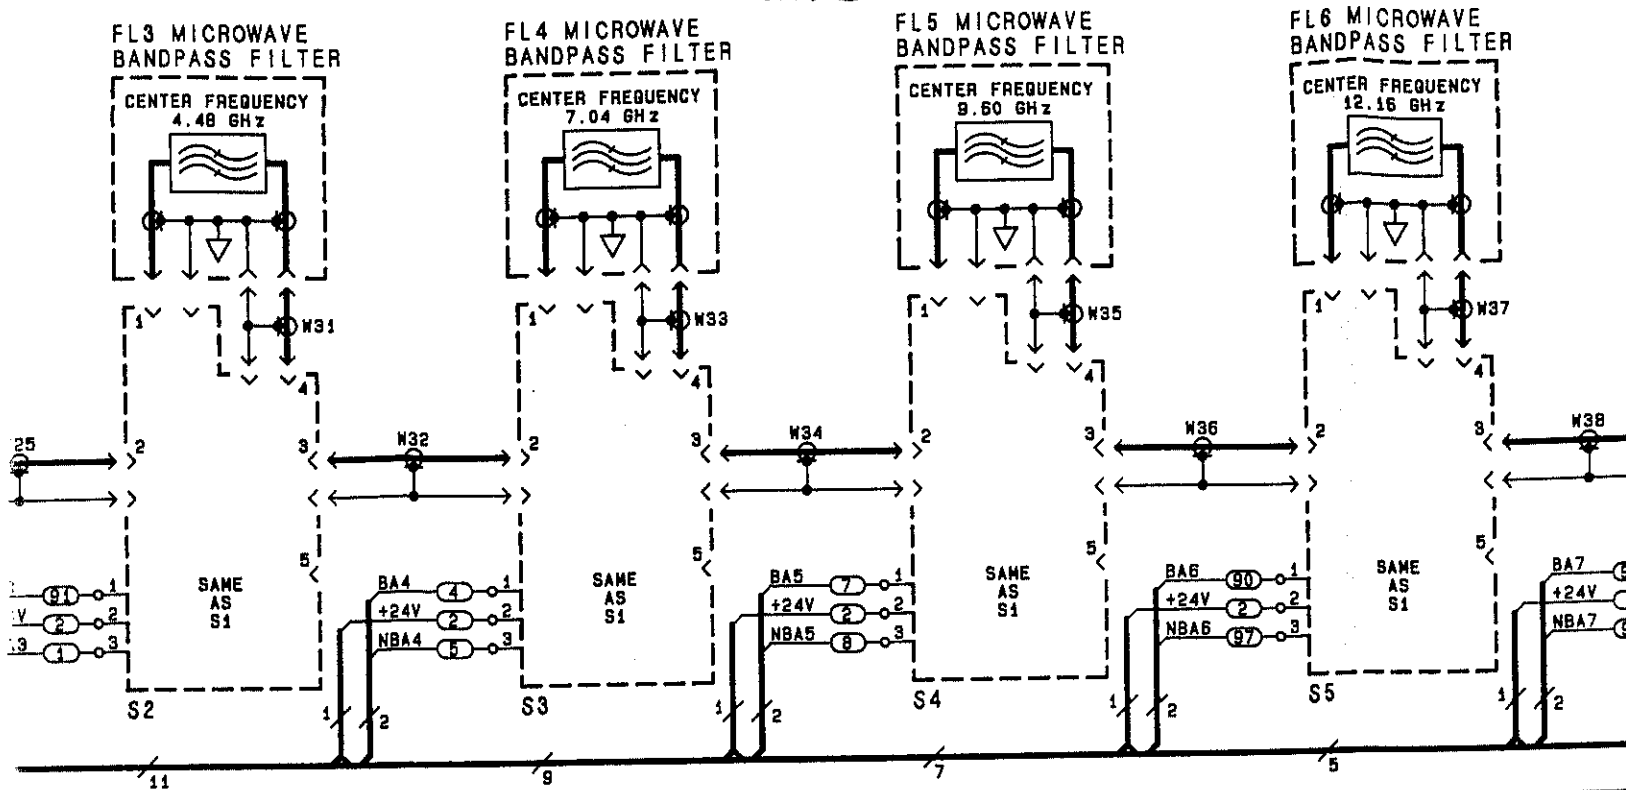 FL3 MICROWAVE
BANDPASS FILTER
CENTER FREQUENCY
4.48 GHz
FL4 MICROWAVE
BANDPASS FILTER
CENTER FREQUENCY
7.04 GHz
FL5 MICROWAVE
BANDPASS FILTER
CENTER FREQUENCY
9.60 GHz
FL6 MICROWAVE
BANDPASS FILTER
CENTER FREQUENCY
12.16 GHz
1
W31
4
1
W33
4
1
W35
4
1
W37
4
25
2
3
W32
2
3
W34
2
3
W36
2
3
W38
5
5
5
5
SAME
AS
S1
SAME
AS
S1
SAME
AS
S1
SAME
AS
S1
91 1
V 2 2
3 1 3
BA4 4 1
+24V 2 2
NBA4 5 3
BA5 7 1
+24V 2 2
NBA5 8 3
BA6 90 1
+24V 2 2
NBA6 97 3
BA7
+24V
NBA7
S2
1
2
S3
1
2
S4
1
2
S5
1
2
11
9
7
5